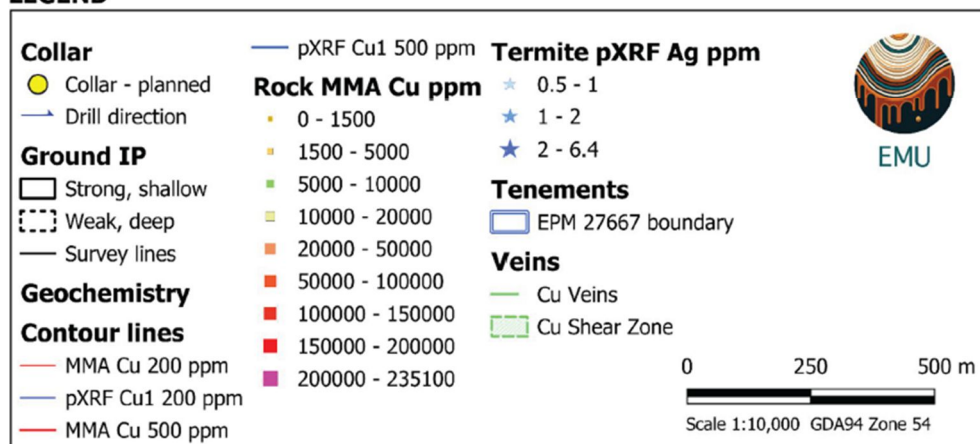 Collar
Collar - planned
Drill direction
Ground IP
Strong, shallow
Weak, deep
Survey lines
Geochemistry
Contour lines
MMA Cu 200 ppm
pXRF Cu1 200 ppm
MMA Cu 500 ppm
pXRF Cu1 500 ppm
Rock MMA Cu ppm
0 - 1500
1500 - 5000
5000 - 10000
10000 - 20000
20000 - 50000
50000 - 100000
100000 - 150000
150000 - 200000
200000 - 235100
Termite pXRF Ag ppm
0.5 - 1
1 - 2
2 - 6.4
Tenements
EPM 27667 boundary
Veins
Cu Veins
Cu Shear Zone
EMU
0 250 500 m
Scale 1:10,000 GDA94 Zone 54